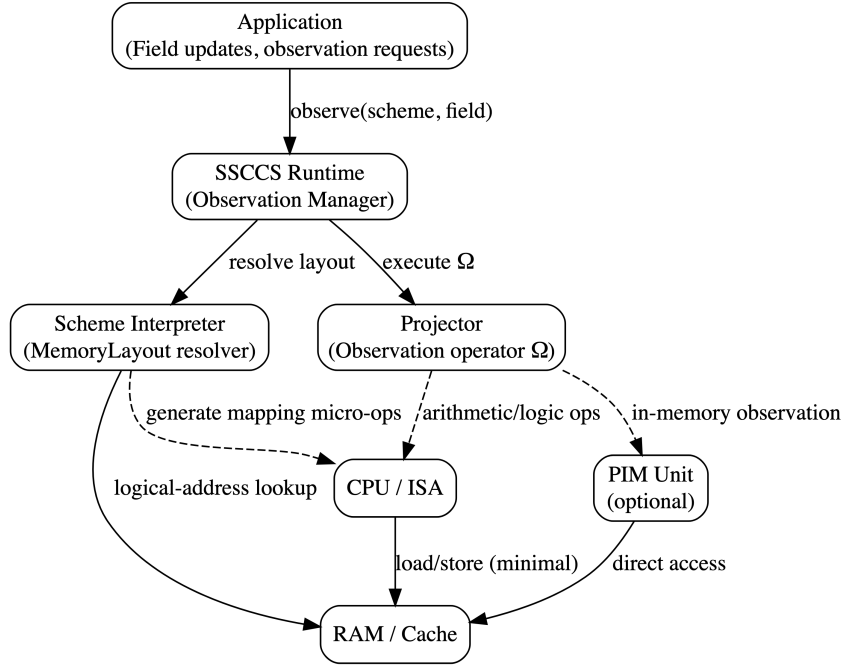 Application
(Field updates, observation requests)
observe(scheme, field)
SSCCS Runtime
(Observation Manager)
resolve layout
execute Ω
Scheme Interpreter
(MemoryLayout resolver)
Projector
(Observation operator Ω)
generate mapping micro-ops
arithmetic/logic ops
in-memory observation
logical-address lookup
CPU / ISA
PIM Unit
(optional)
load/store (minimal)
direct access
RAM / Cache